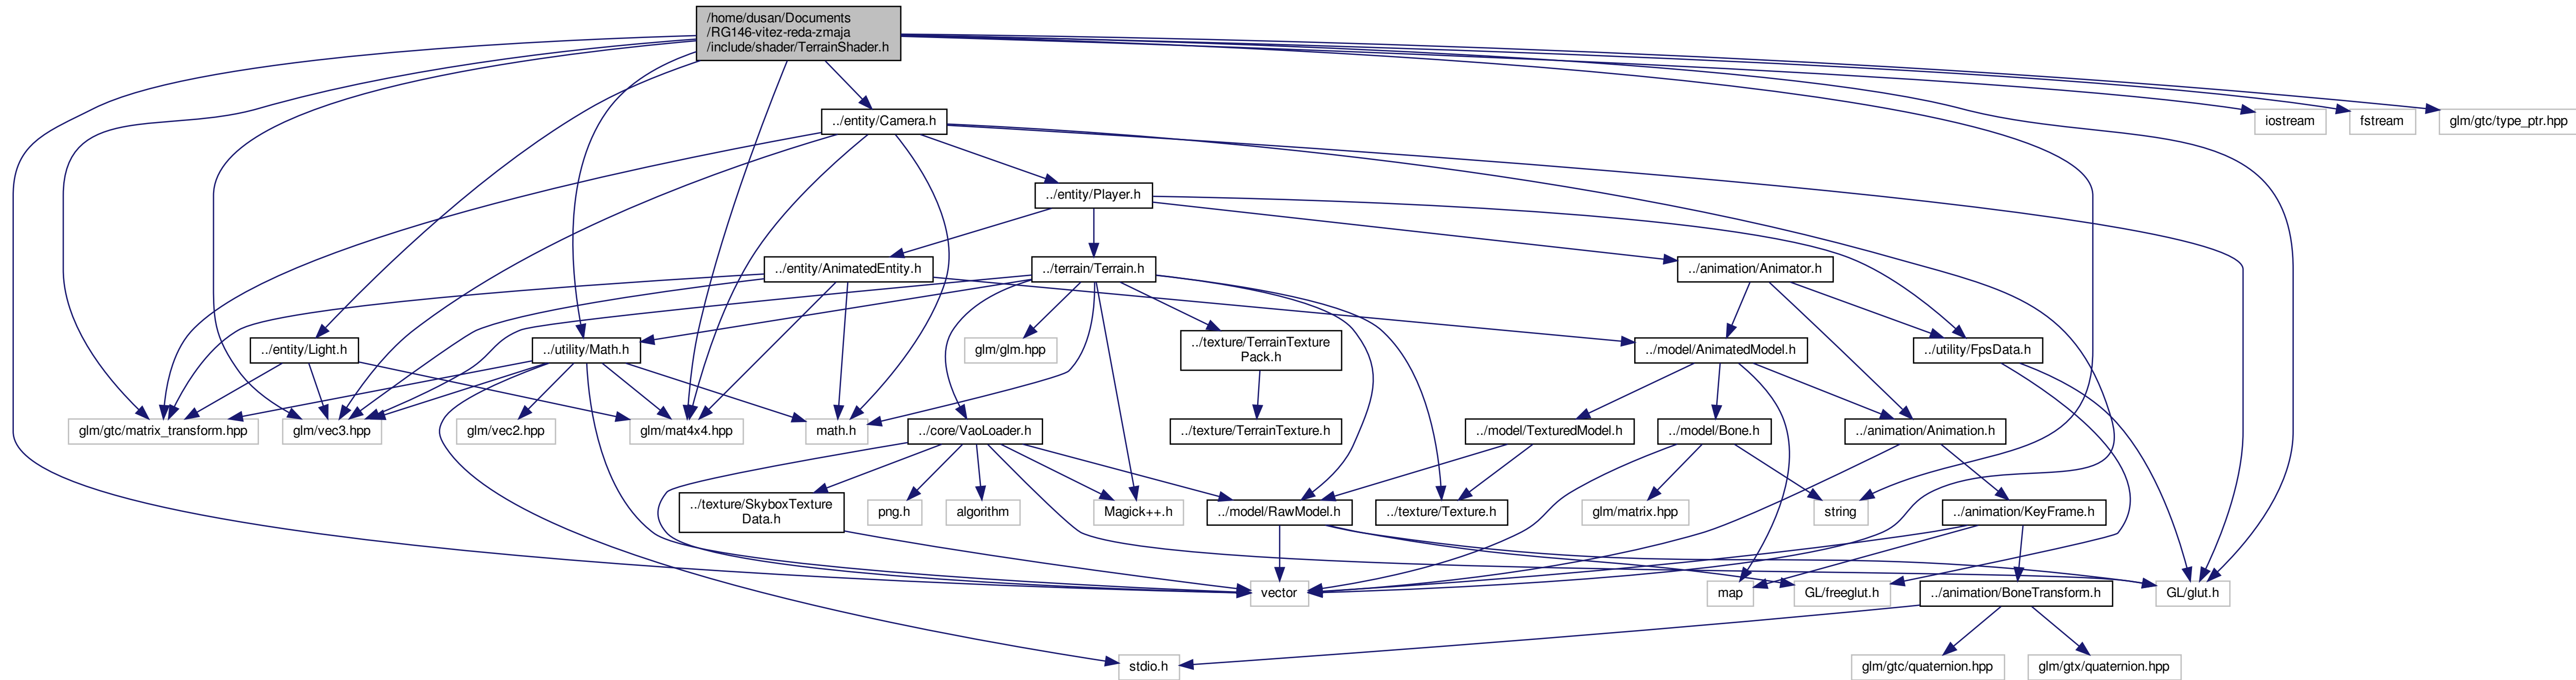 /home/dusan/Documents
/RG146-vitez-reda-zmaja
/include/shader/TerrainShader.h
../entity/Camera.h
iostream
fstream
glm/gtc/type_ptr.hpp
../entity/Player.h
../entity/AnimatedEntity.h
../terrain/Terrain.h
../animation/Animator.h
../entity/Light.h
../utility/Math.h
glm/glm.hpp
../texture/TerrainTexture
Pack.h
../model/AnimatedModel.h
../utility/FpsData.h
glm/gtc/matrix_transform.hpp
glm/vec3.hpp
glm/vec2.hpp
glm/mat4x4.hpp
math.h
../core/VaoLoader.h
../texture/TerrainTexture.h
../model/TexturedModel.h
../model/Bone.h
../animation/Animation.h
../texture/SkyboxTexture
Data.h
png.h
algorithm
Magick++.h
../model/RawModel.h
../texture/Texture.h
glm/matrix.hpp
string
../animation/KeyFrame.h
vector
map
GL/freeglut.h
../animation/BoneTransform.h
GL/glut.h
stdio.h
glm/gtc/quaternion.hpp
glm/gtx/quaternion.hpp